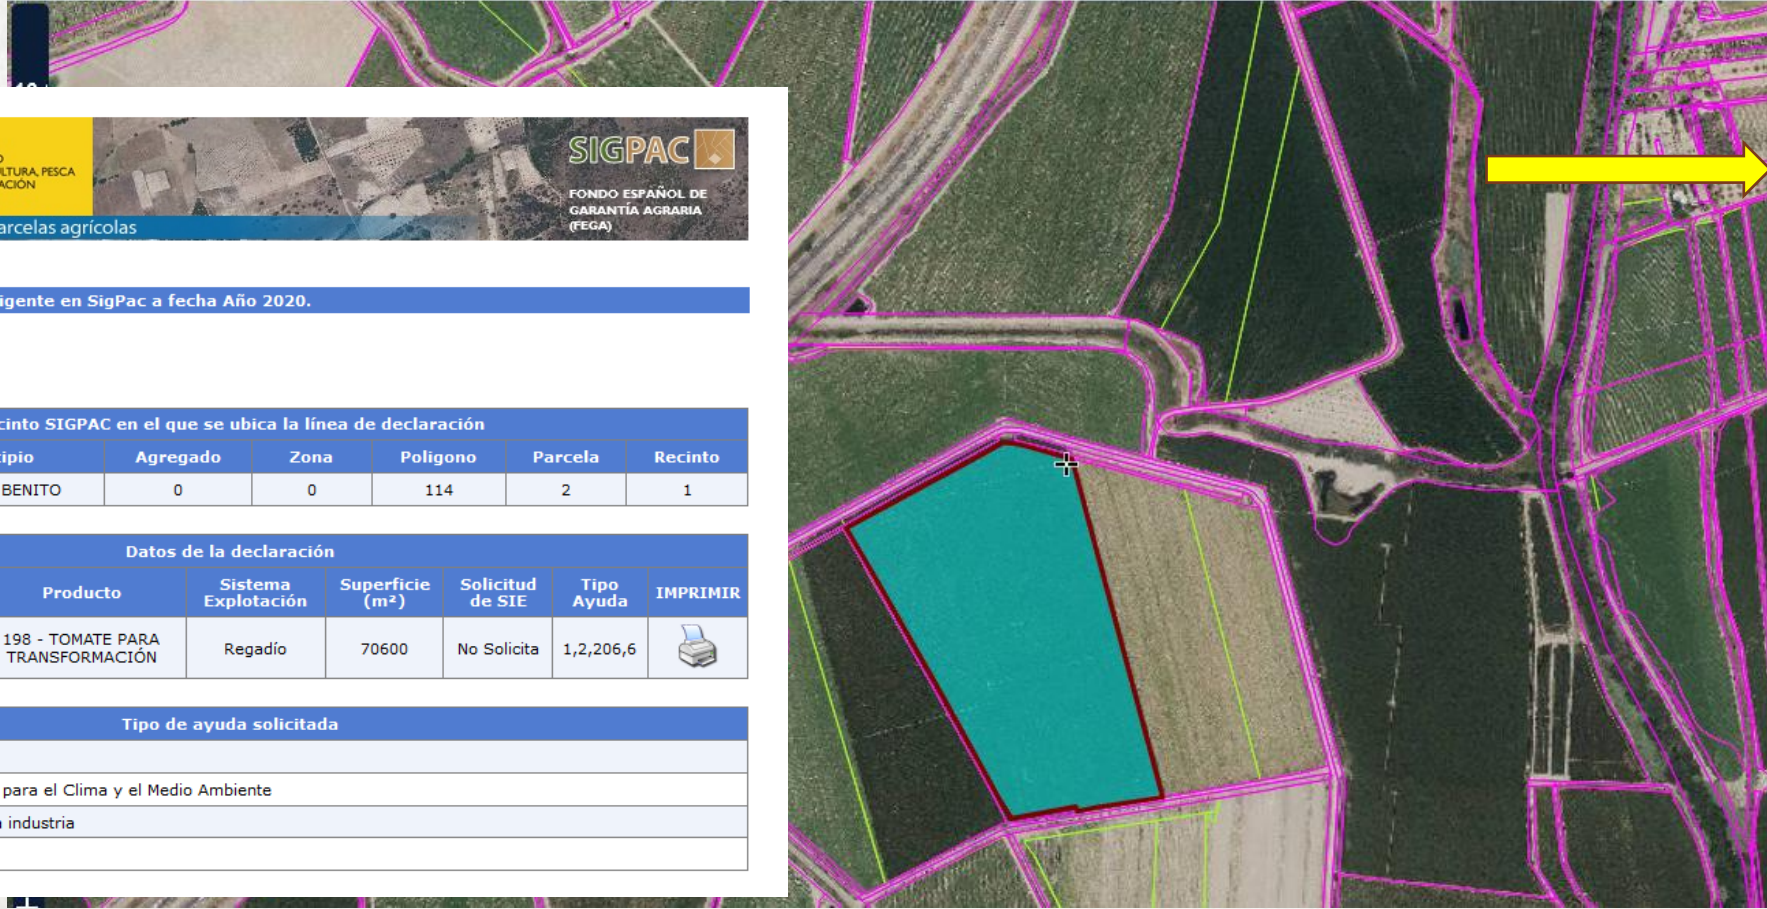 LTURA, PESCA
ACIÓN
arcelas agrícolas
SIGPAC
FONDO ESPAÑOL DE
GARANTÍA AGRARIA
(FEGA)
igente en SigPac a fecha Año 2020.
cinto SIGPAC en el que se ubica la línea de declaración
ipio Agregado Zona Poligono Parcela Recinto
BENITO 0 0 114 2 1
Datos de la declaración
Producto Sistema Explotación Superficie (m²) Solicitud de SIE Tipo Ayuda IMPRIMIR
198 - TOMATE PARA TRANSFORMACIÓN Regadío 70600 No Solicita 1,2,206,6
Tipo de ayuda solicitada
para el Clima y el Medio Ambiente
industria